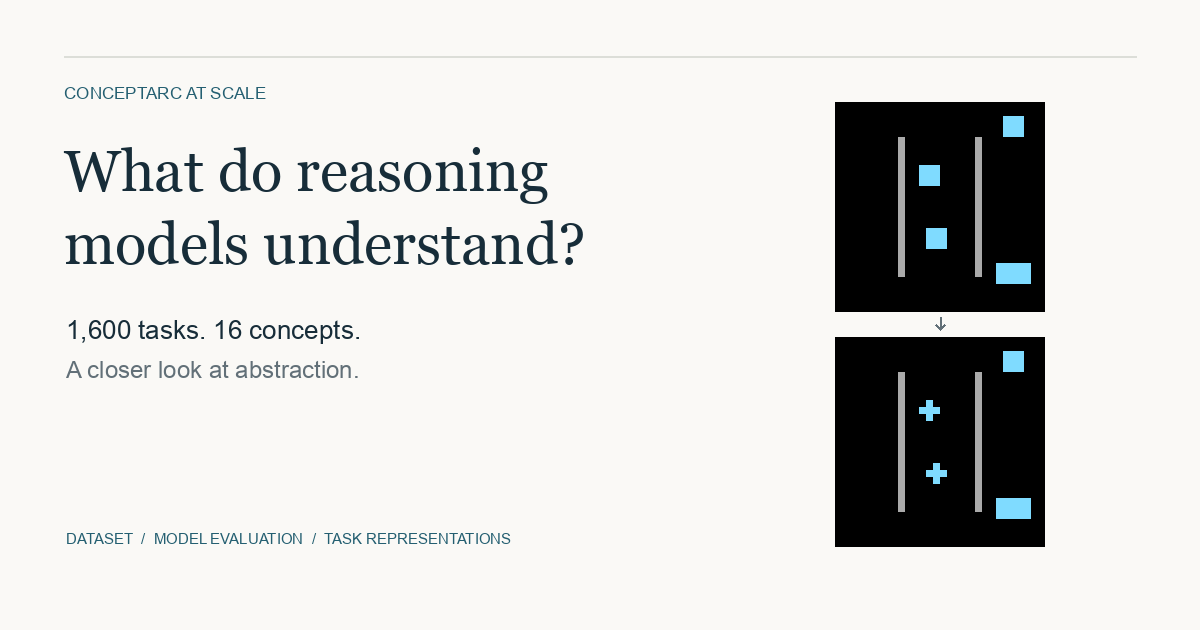 CONCEPTARC AT SCALE
What do reasoning
models understand?
1,600 tasks. 16 concepts.
A closer look at abstraction.
DATASET / MODEL EVALUATION / TASK REPRESENTATIONS